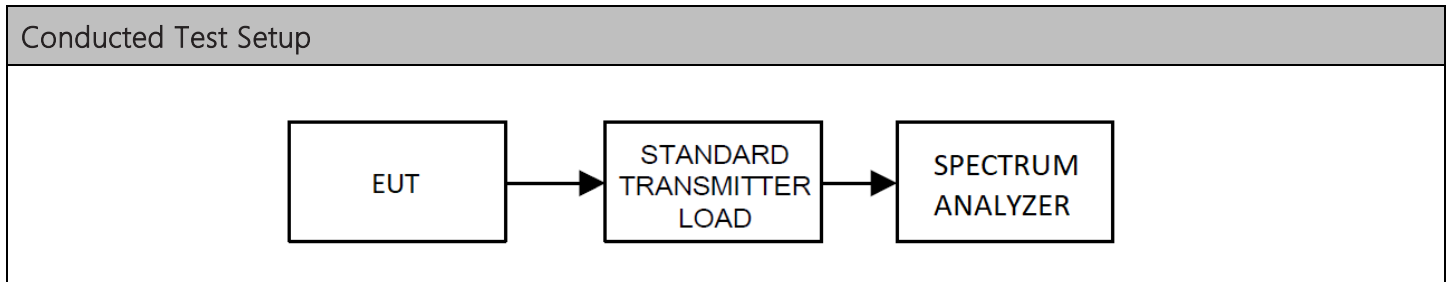 Conducted Test Setup
EUT
STANDARD
TRANSMITTER
LOAD
SPECTRUM
ANALYZER